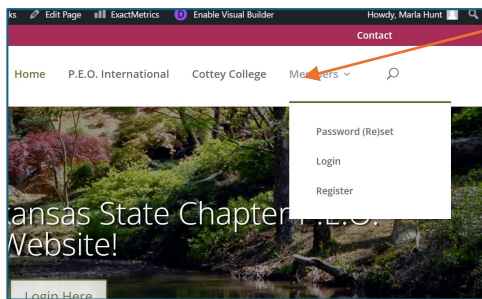 ks Edit Page ExactMetrics D Enable Visual Builder Howdy, Marla Hunt
Contact
Home P.E.O. International Cottey College Members
Password (Re)set
Login
Register
kansas State Chapter P.E.O.
Website!
Login Here